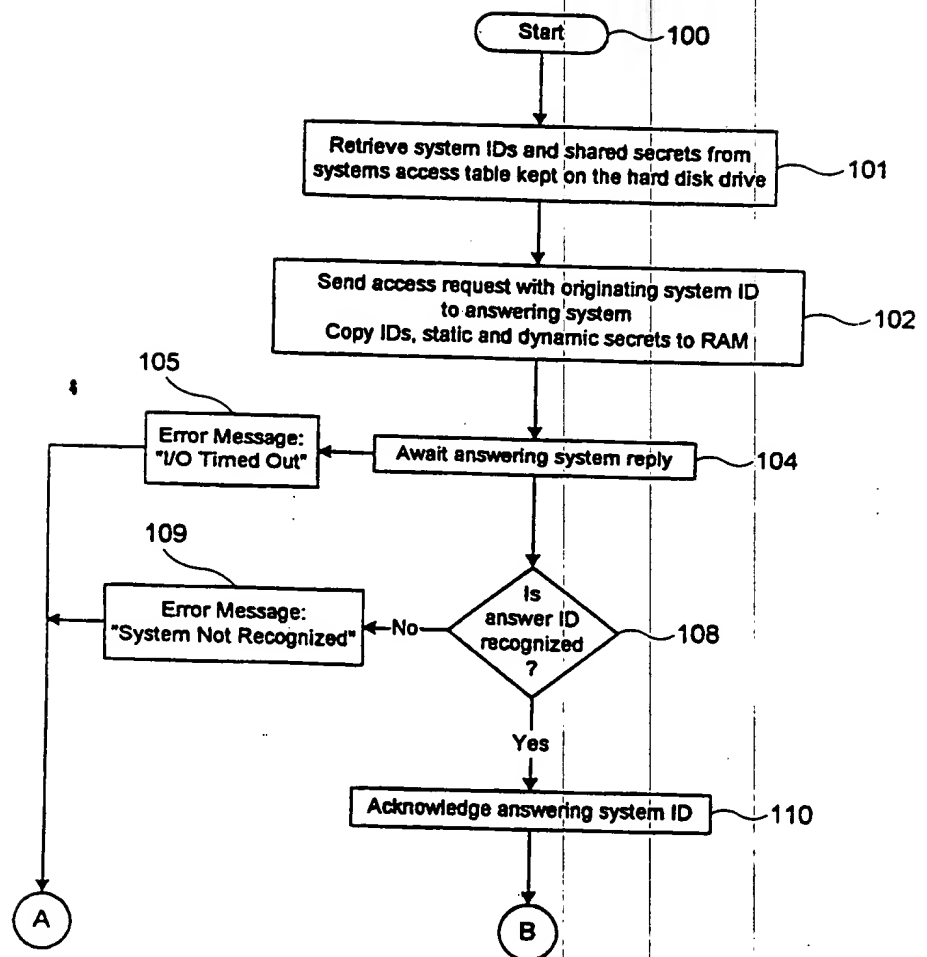 Start
100
Retrieve system IDs and shared secrets from
systems access table kept on the hard disk drive
101
Send access request with originating system ID
to answering system
Copy IDs, static and dynamic secrets to RAM
102
105
Error Message:
"I/O Timed Out"
Await answering system reply
104
109
Error Message:
"System Not Recognized"
No
Is
answer ID
recognized
?
108
Yes
Acknowledge answering system ID
110
A
B